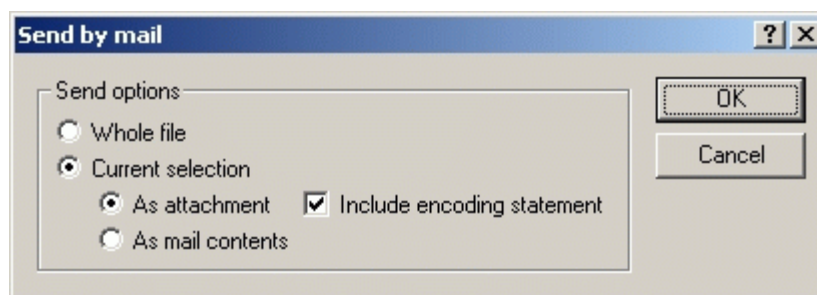 Send by mail
Send options
Whole file
Current selection
As attachment Include encoding statement
As mail contents
OK
Cancel